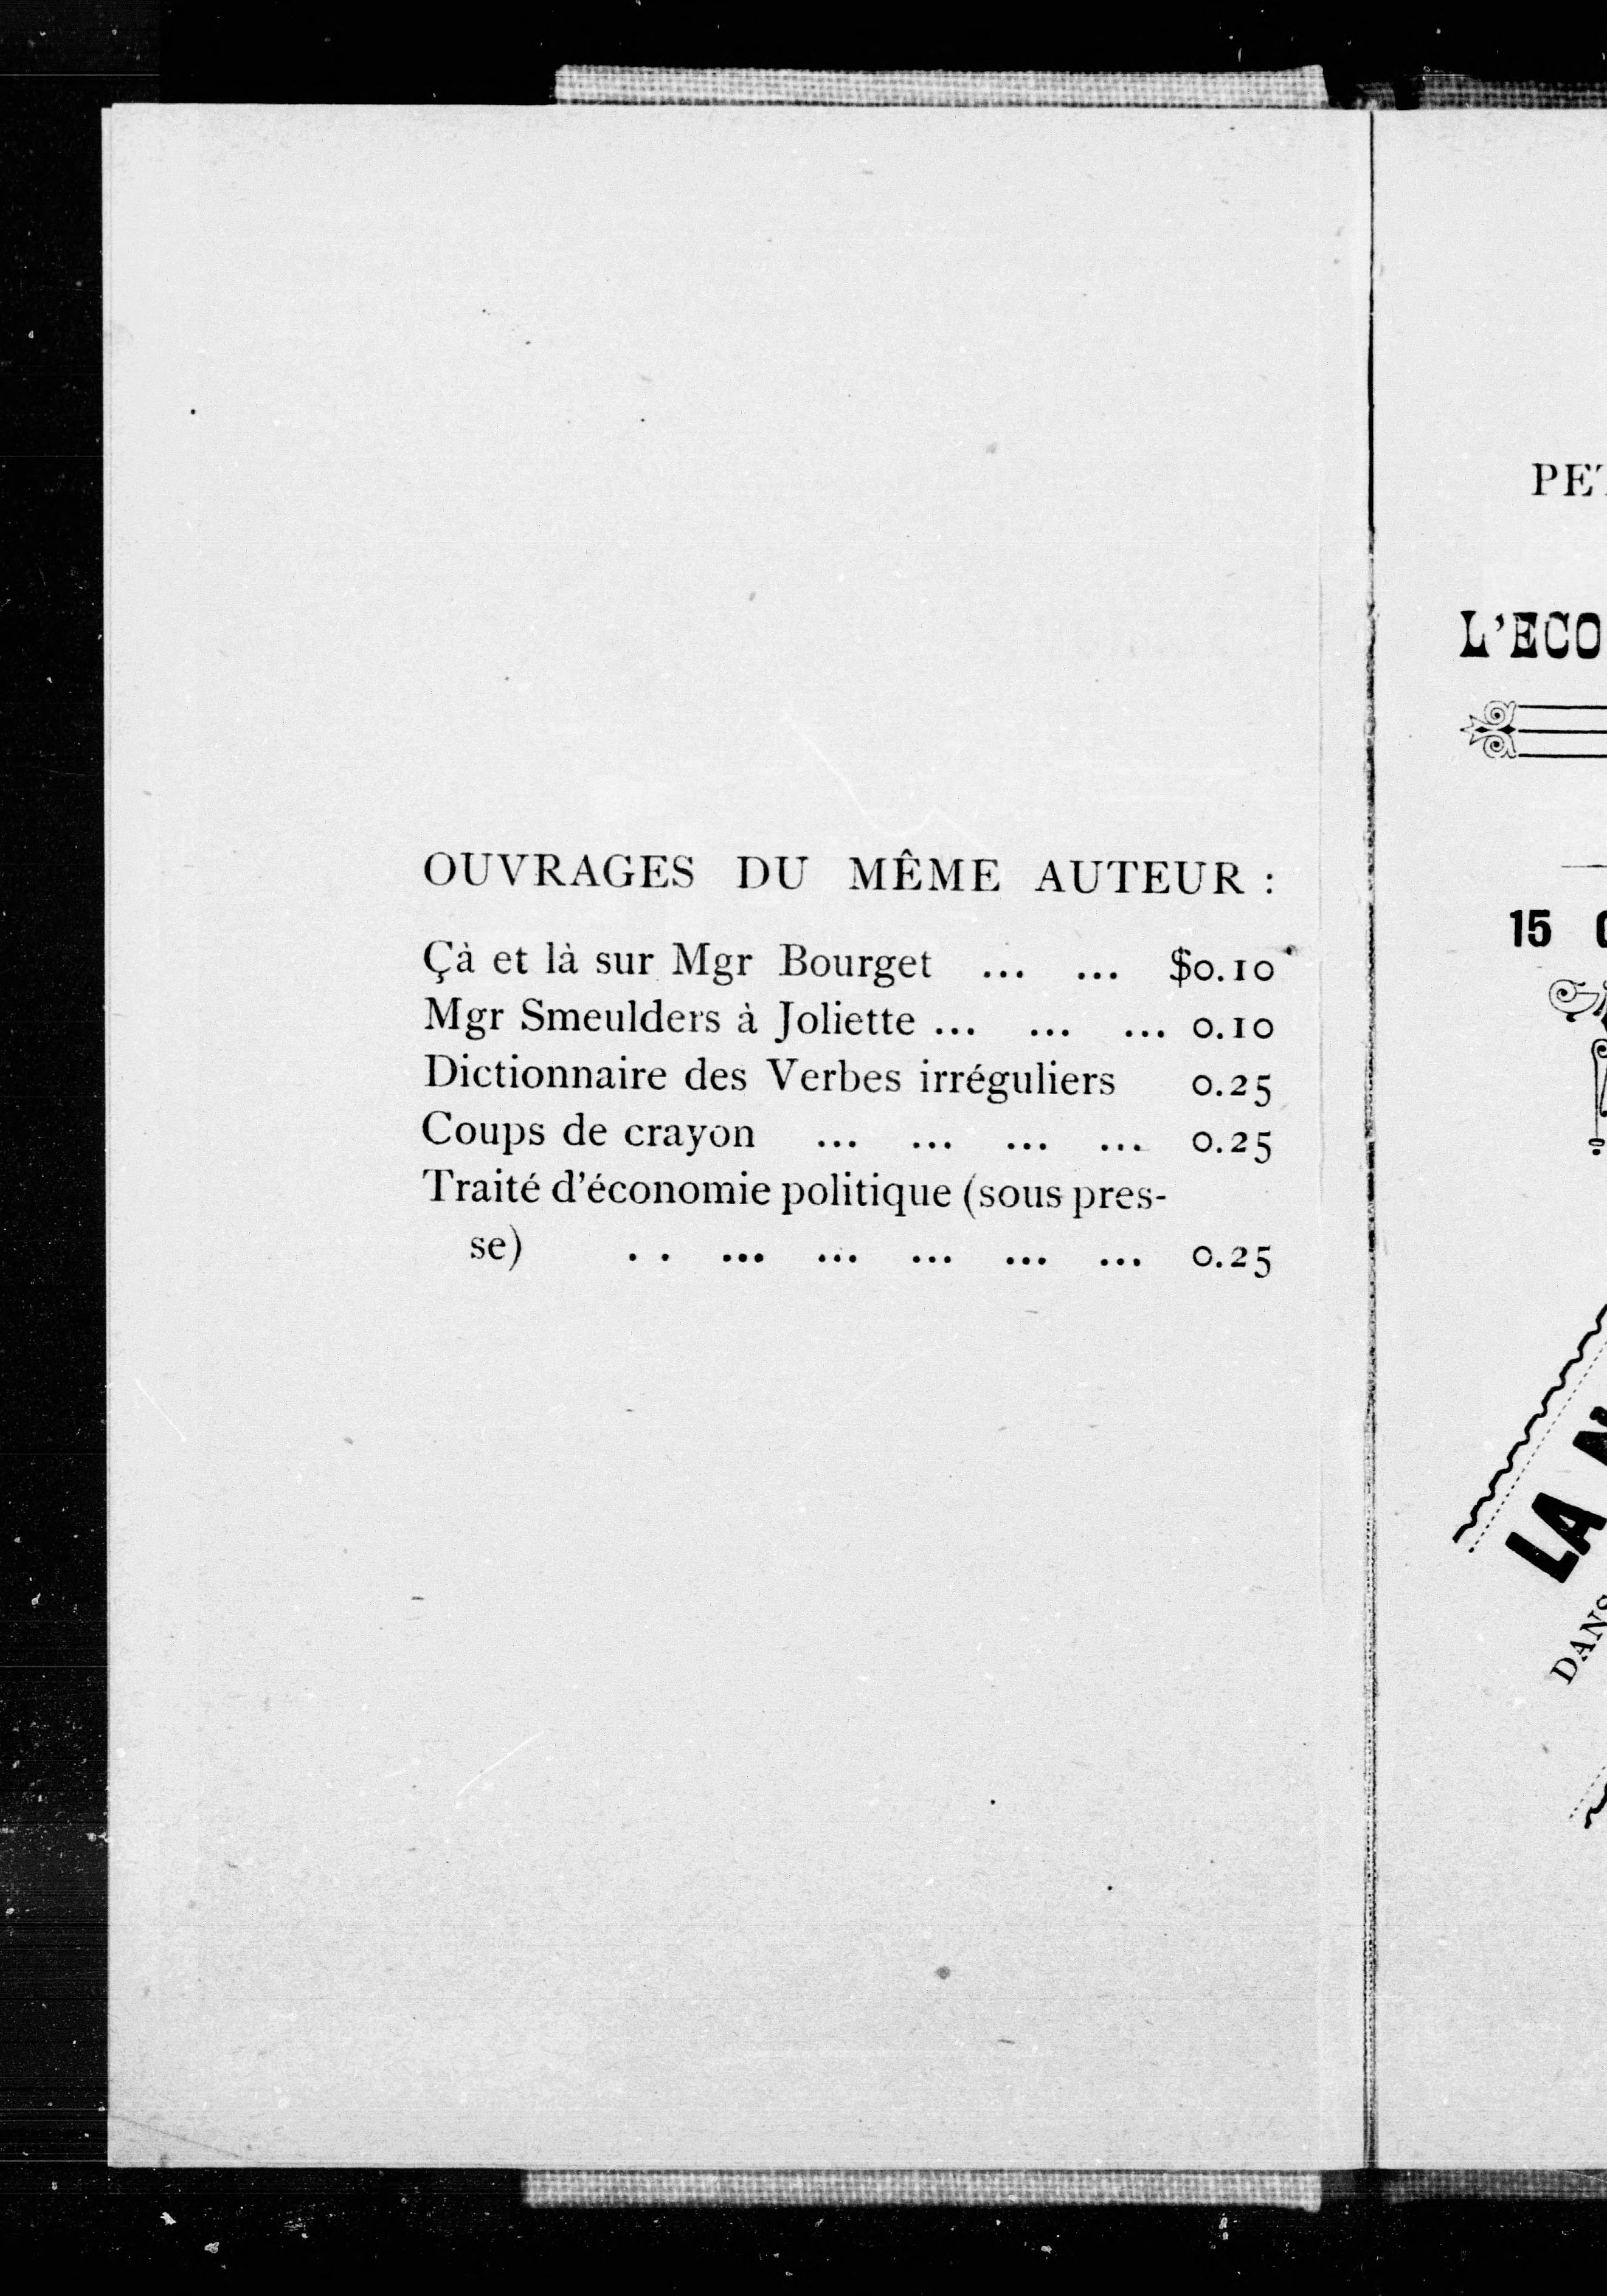 OUVRAGES DU MÊME AUTEUR :
Çà et là sur Mgr Bourget ... ... $0.10
Mgr Smeulders à Joliette ... ... ... 0.10
Dictionnaire des Verbes irréguliers 0.25
Coups de crayon ... ... ... ... 0.25
Traité d'économie politique (sous pres-
se) .. ... ... ... ... ... 0.25
15
LA
DANS